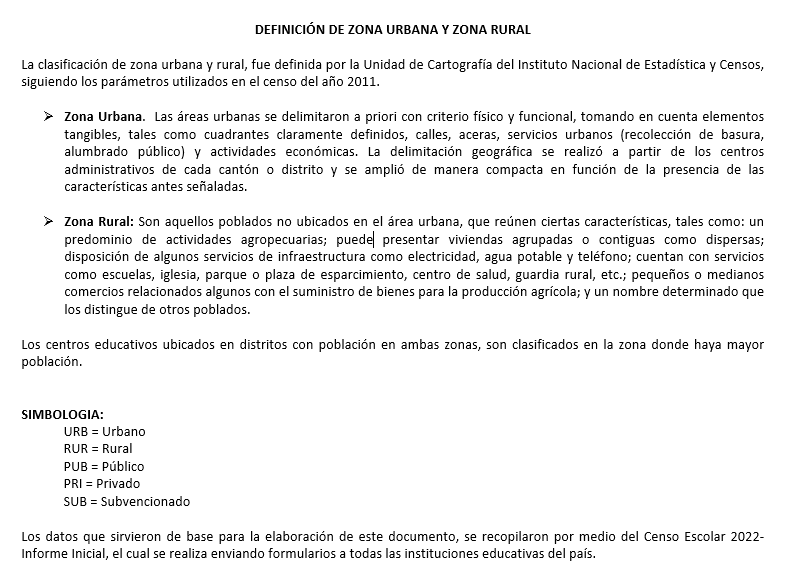 DEFINICIÓN DE ZONA URBANA Y ZONA RURAL
La clasificación de zona urbana y rural, fue definida por la Unidad de Cartografía del Instituto Nacional de Estadística y Censos,
siguiendo los parámetros utilizados en el censo del año 2011.
➢ Zona Urbana. Las áreas urbanas se delimitaron a priori con criterio físico y funcional, tomando en cuenta elementos
tangibles, tales como cuadrantes claramente definidos, calles, aceras, servicios urbanos (recolección de basura,
alumbrado público) y actividades económicas. La delimitación geográfica se realizó a partir de los centros
administrativos de cada cantón o distrito y se amplió de manera compacta en función de la presencia de las
características antes señaladas.
➢ Zona Rural: Son aquellos poblados no ubicados en el área urbana, que reúnen ciertas características, tales como: un
predominio de actividades agropecuarias; puede presentar viviendas agrupadas o contiguas como dispersas;
disposición de algunos servicios de infraestructura como electricidad, agua potable y teléfono; cuentan con servicios
como escuelas, iglesia, parque o plaza de esparcimiento, centro de salud, guardia rural, etc.; pequeños o medianos
comercios relacionados algunos con el suministro de bienes para la producción agrícola; y un nombre determinado que
los distingue de otros poblados.
Los centros educativos ubicados en distritos con población en ambas zonas, son clasificados en la zona donde haya mayor
población.
SIMBOLOGIA:
URB = Urbano
RUR = Rural
PUB = Público
PRI = Privado
SUB = Subvencionado
Los datos que sirvieron de base para la elaboración de este documento, se recopilaron por medio del Censo Escolar 2022-
Informe Inicial, el cual se realiza enviando formularios a todas las instituciones educativas del país.